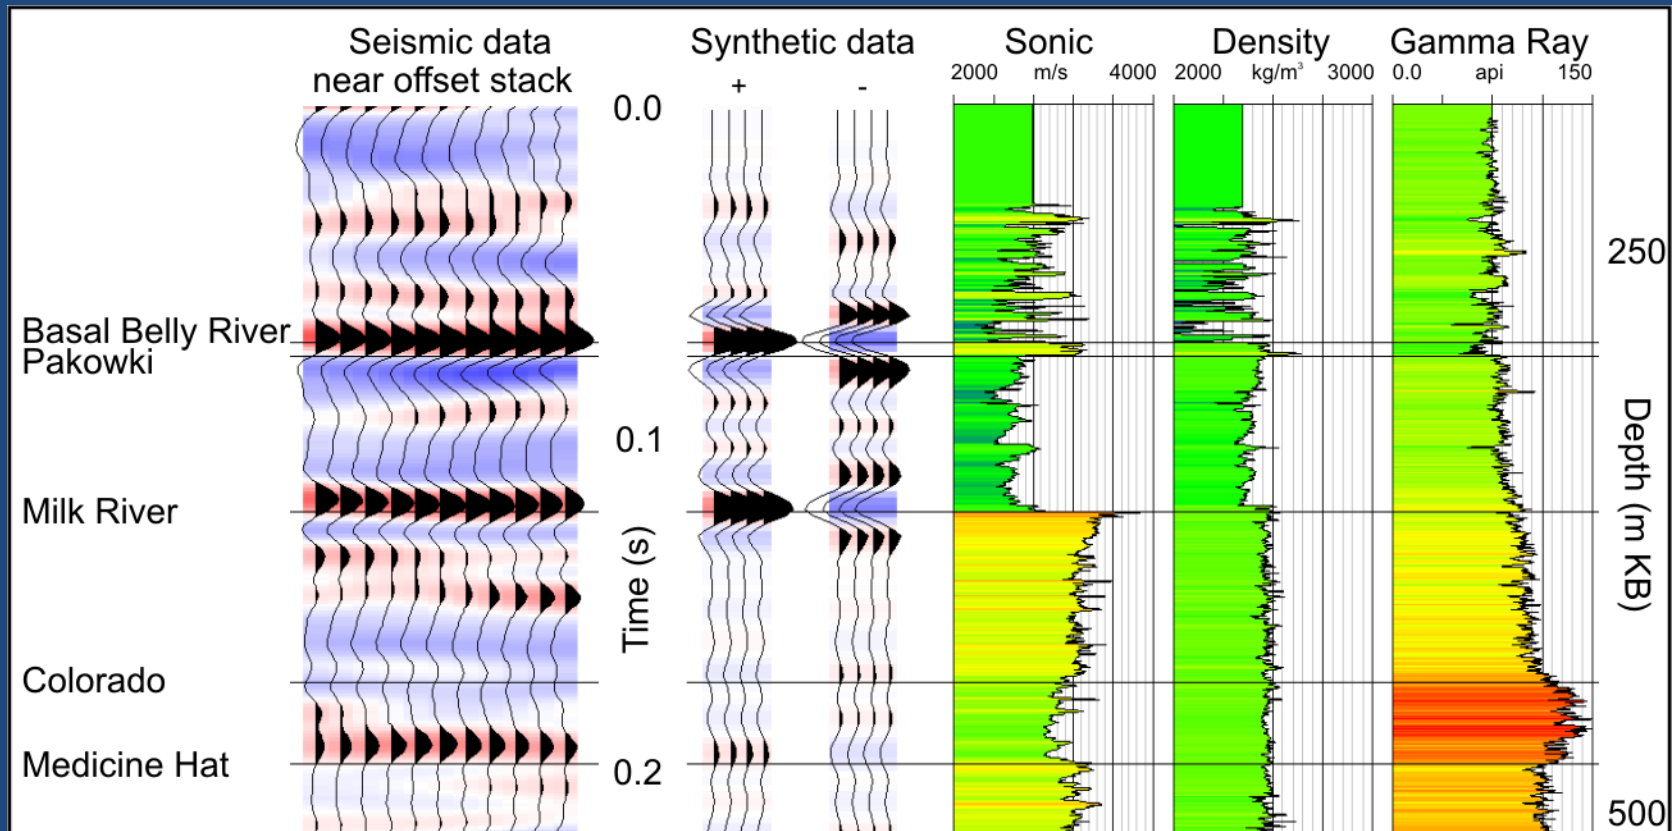 Seismic data
near offset stack
Synthetic data
+ -
Sonic
2000 m/s 4000
Density
2000 kg/m³ 3000
Gamma Ray
0.0 api 150
0.0
250
Basal Belly River
Pakowki
0.1
Milk River
Time (s)
Depth (m KB)
Colorado
Medicine Hat
0.2
500